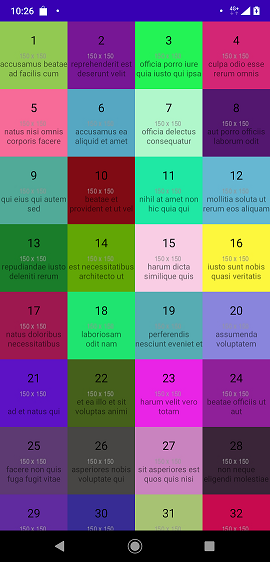 10:26
4G+
1
150 x 150
accusamus beatae
ad facilis cum
2
150 x 150
reprehenderit est
deserunt velit
3
150 x 150
officia porro iure
quia iusto qui ipsa
4
150 x 150
culpa odio esse
rerum omnis
5
150 x 150
natus nisi omnis
corporis facere
6
150 x 150
accusamus ea
aliquid et amet
7
150 x 150
officia delectus
consequatur
8
150 x 150
aut porro officiis
laborum odit
9
150 x 150
qui eius qui autem
sed
10
150 x 150
beatae et
provident et ut vel
11
150 x 150
nihil at amet non
hic quia qui
12
150 x 150
mollitia soluta ut
rerum eos aliquam
13
150 x 150
repudiandae iusto
deleniti rerum
14
150 x 150
est necessitatibus
architecto ut
15
150 x 150
harum dicta
similique quis
16
150 x 150
iusto sunt nobis
quasi veritatis
17
150 x 150
natus doloribus
necessitatibus
18
150 x 150
laboriosam
odit nam
19
150 x 150
perferendis
nesciunt eveniet et
20
150 x 150
assumenda
voluptatem
21
150 x 150
ad et natus qui
22
150 x 150
et ea illo et sit
voluptas animi
23
150 x 150
harum velit vero
totam
24
150 x 150
beatae officiis ut
aut
25
150 x 150
facere non quis
fuga fugit vitae
26
150 x 150
asperiores nobis
voluptate qui
27
150 x 150
sit asperiores est
quos quis nisi
28
150 x 150
non neque
eligendi molestiae
150 x 150
150 x 150
150 x 150
150 x 150